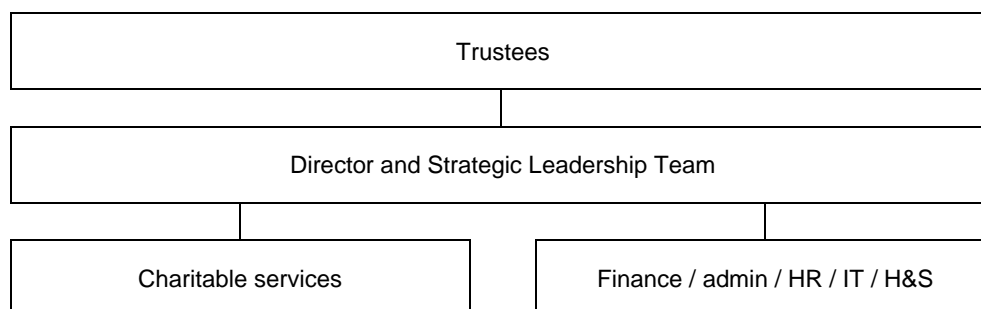 Trustees
Director and Strategic Leadership Team
Charitable services
Finance / admin / HR / IT / H&S